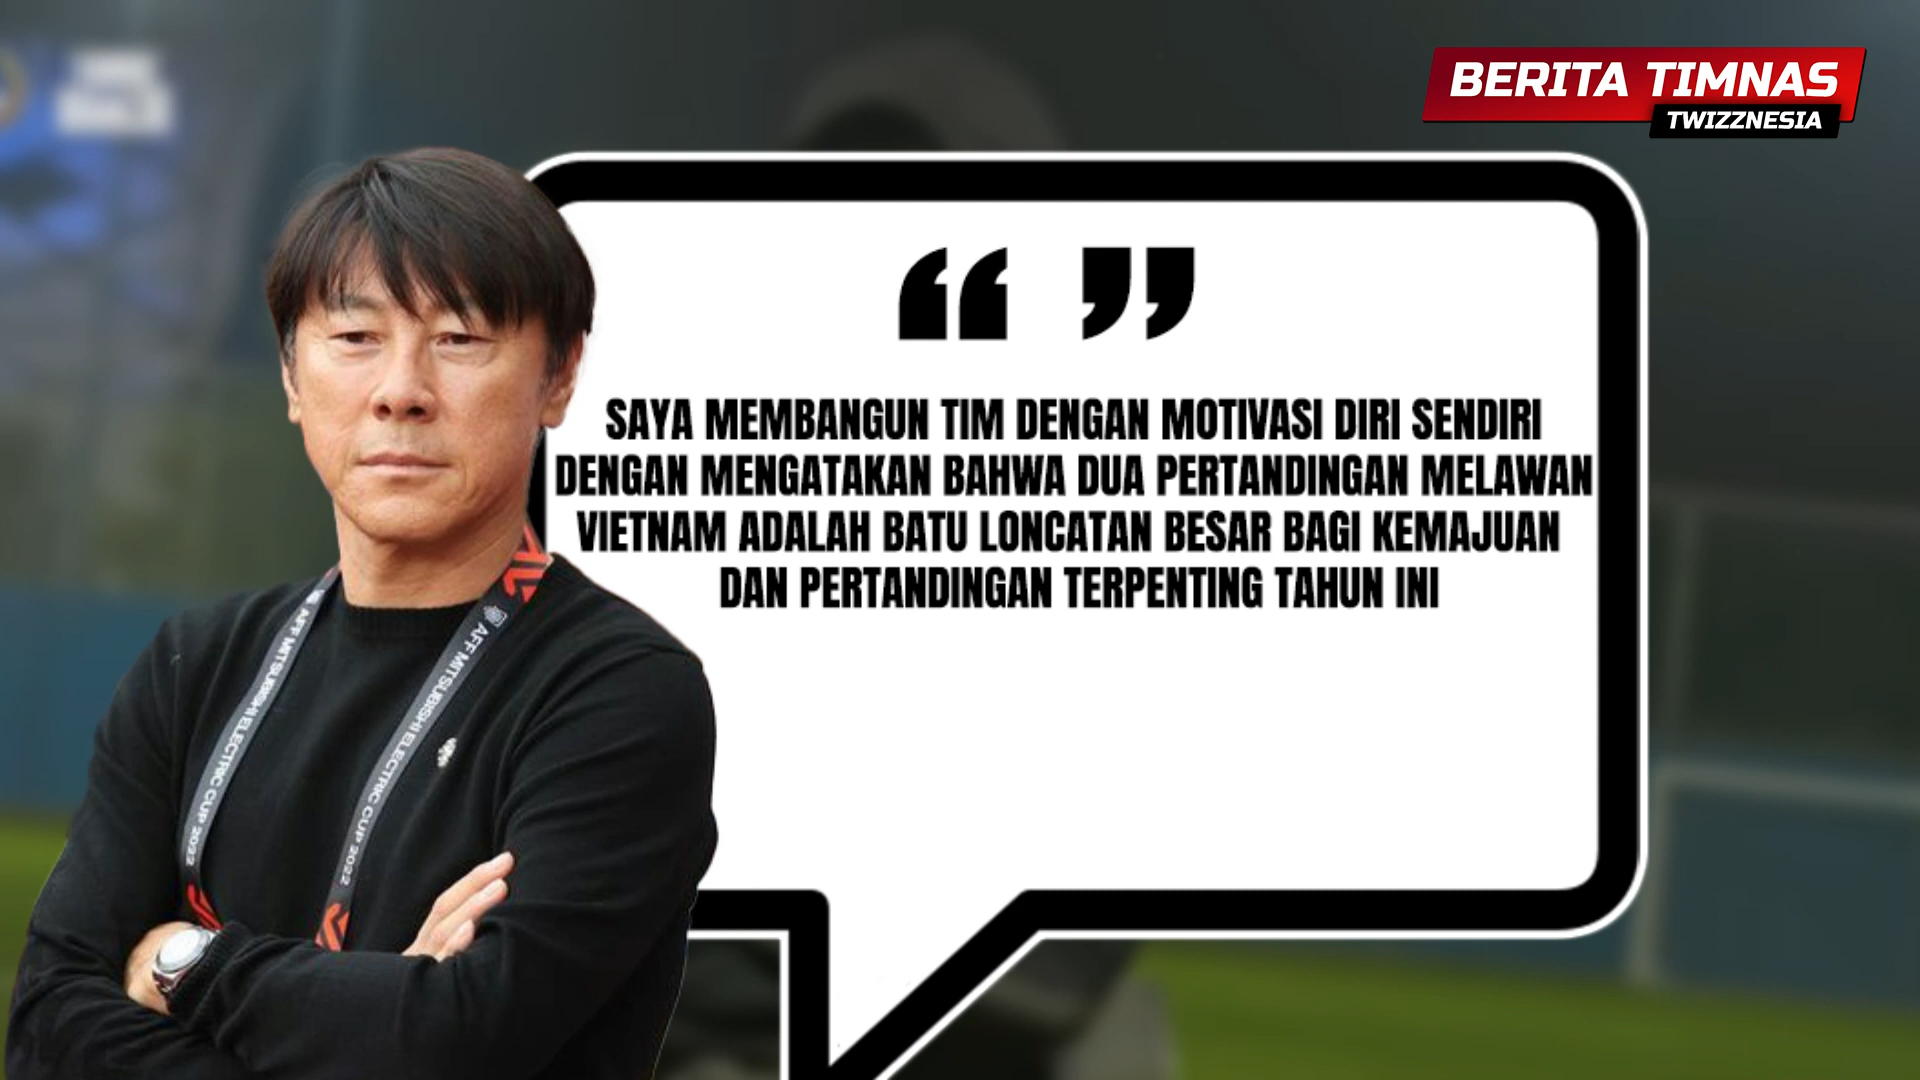 BERITA TIMNAS
TWIZZNESIA
“ ”
SAYA MEMBANGUN TIM DENGAN MOTIVASI DIRI SENDIRI
DENGAN MENGATAKAN BAHWA DUA PERTANDINGAN MELAWAN
VIETNAM ADALAH BATU LONCATAN BESAR BAGI KEMAJUAN
DAN PERTANDINGAN TERPENTING TAHUN INI
AFF MITSUBISHI ELECTRIC CUP 2022
AFF MITSUBISHI ELECTRIC CUP 2022